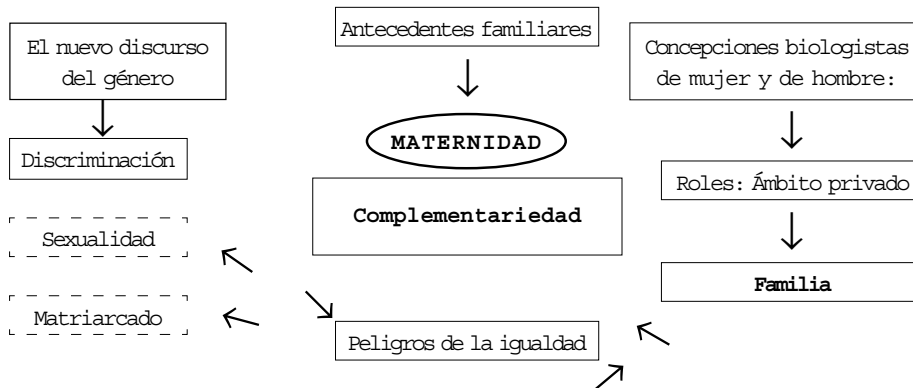 El nuevo discurso
del género
Discriminación
Sexualidad
Matriarcado
Antecedentes familiares
MATERNIDAD
Complementariedad
Peligros de la igualdad
Concepciones biologistas
de mujer y de hombre:
Roles: Ámbito privado
Familia